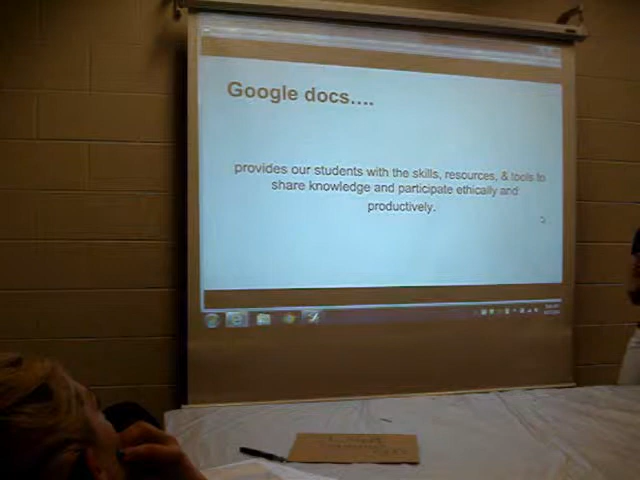 Google docs....
provides our students with the skills, resources, & tools to
share knowledge and participate ethically and
productively.